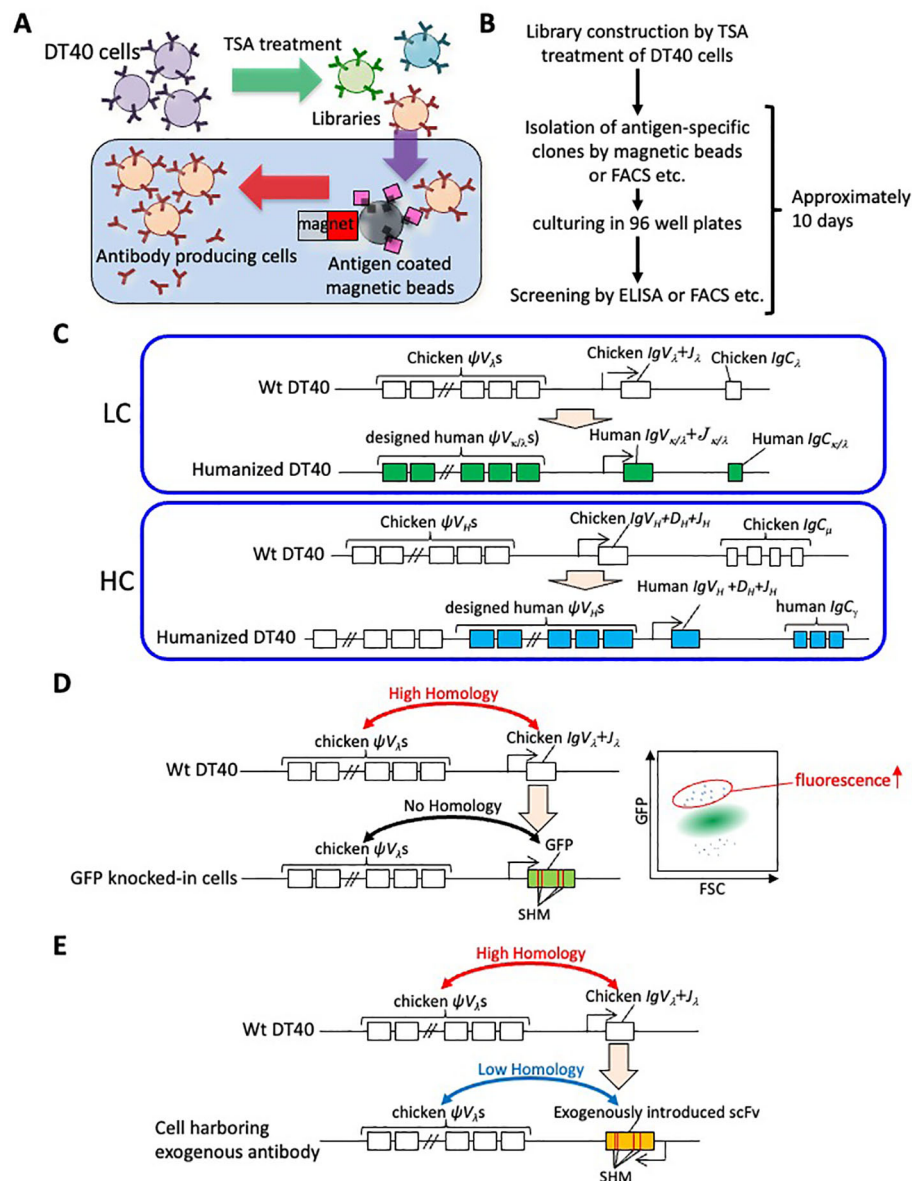 A
DT40 cells
TSA treatment
Libraries
magnet
Antibody producing cells
Antigen coated
magnetic beads
B
Library construction by TSA
treatment of DT40 cells
Isolation of antigen-specific
clones by magnetic beads
or FACS etc.
culturing in 96 well plates
Screening by ELISA or FACS etc.
Approximately
10 days
C
LC
Chicken ψVλs
Chicken IgVλ+Jλ
Chicken IgCλ
Wt DT40
designed human ψVκ/λs)
Human IgVκ/λ+Jκ/λ
Human IgCκ/λ
Humanized DT40
HC
Chicken ψVHs
Chicken IgVH+DH+JH
Chicken IgCμ
Wt DT40
designed human ψVHs
Human IgVH +DH+JH
human IgCγ
Humanized DT40
D
High Homology
chicken ψVλs
Chicken IgVλ+Jλ
Wt DT40
No Homology
chicken ψVλs
GFP
GFP knocked-in cells
SHM
GFP
FSC
fluorescence↑
E
High Homology
chicken ψVλs
Chicken IgVλ+Jλ
Wt DT40
Low Homology
chicken ψVλs
Exogenously introduced scFv
Cell harboring
exogenous antibody
SHM